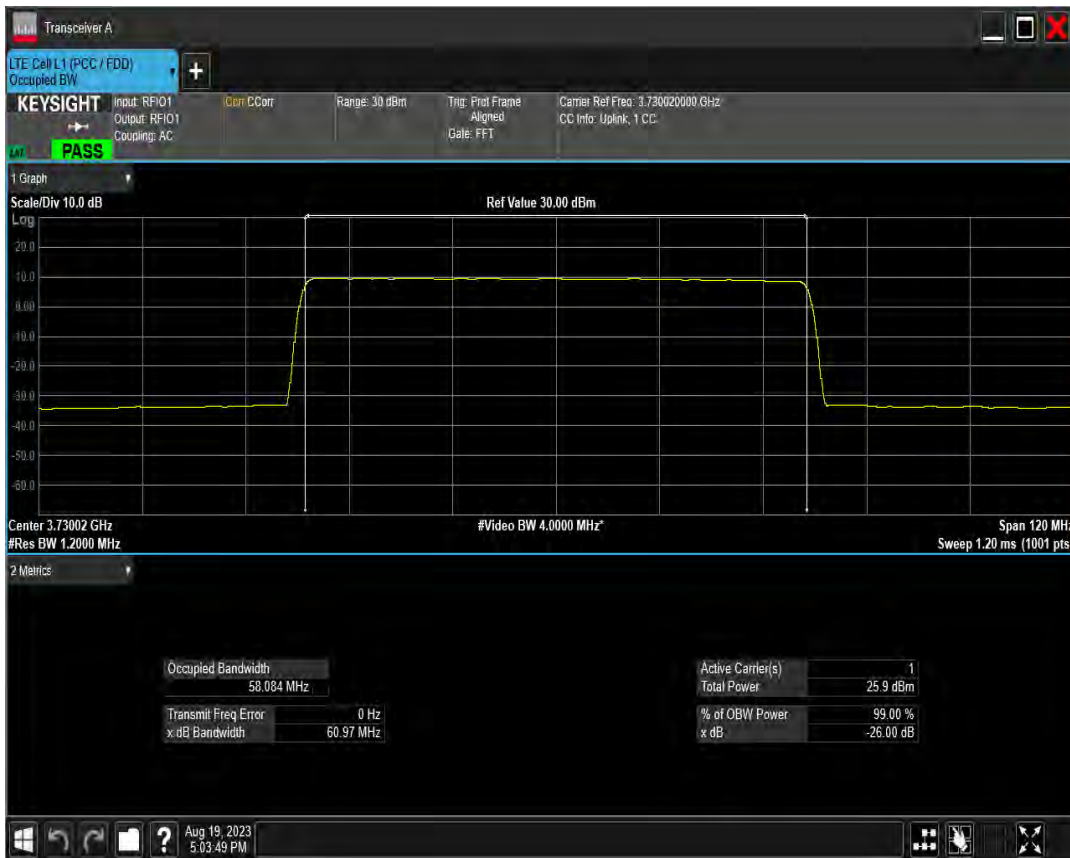 Transceiver A
LTE Cell L1 (PCC / FDD)
Occupied BW
+
KEYSIGHT
PASS
Input: RFIO1
Output: RFIO1
Coupling: AC
Corr CCorr
Range: 30 dBm
Trig: Prot Frame
Aligned
Gate: FFT
Carrier Ref Freq: 3.730020000 GHz
CC Info: Uplink, 1 CC
1 Graph
Scale/Div 10.0 dB
Ref Value 30.00 dBm
Log
20.0
10.0
0.00
-10.0
-20.0
-30.0
-40.0
-50.0
-60.0
Center 3.73002 GHz
#Video BW 4.0000 MHz*
Span 120 MHz
#Res BW 1.2000 MHz
Sweep 1.20 ms (1001 pts
2 Metrics
Occupied Bandwidth
58.084 MHz
Transmit Freq Error 0 Hz
x dB Bandwidth 60.97 MHz
Active Carrier(s) 1
Total Power 25.9 dBm
% of OBW Power 99.00 %
x dB -26.00 dB
?
Aug 19, 2023
5:03:49 PM